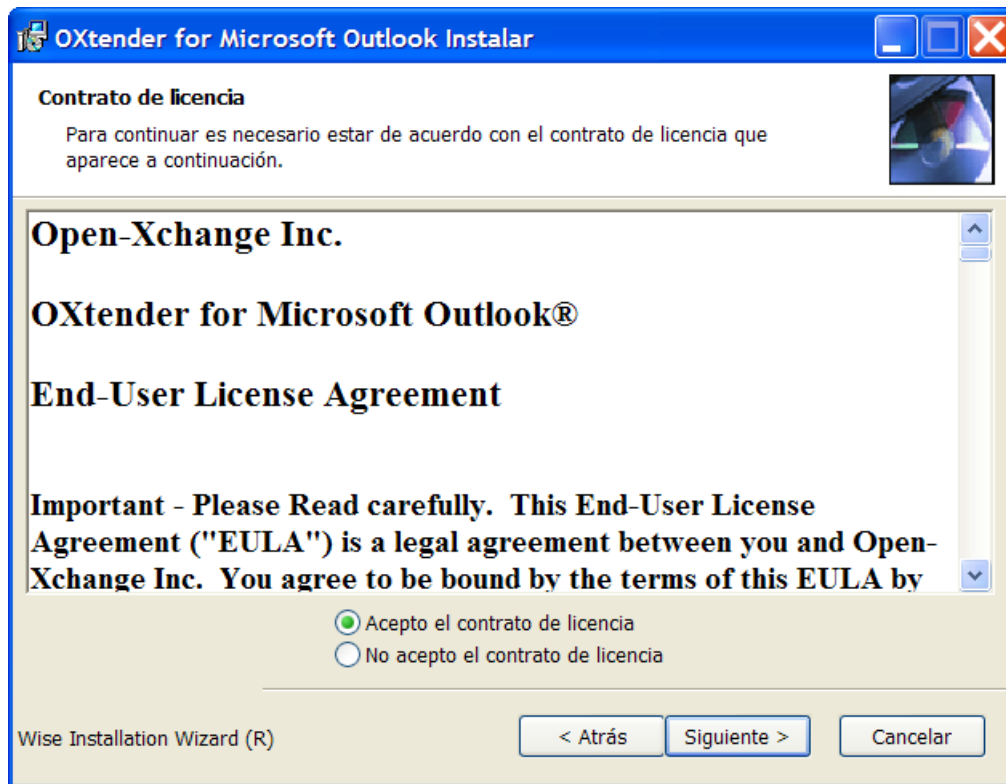 OXtender for Microsoft Outlook Instalar
Contrato de licencia
Para continuar es necesario estar de acuerdo con el contrato de licencia que
aparece a continuación.
Open-Xchange Inc.
OXtender for Microsoft Outlook®
End-User License Agreement
Important - Please Read carefully.  This End-User License
Agreement ("EULA") is a legal agreement between you and Open-
Xchange Inc.  You agree to be bound by the terms of this EULA by
Acepto el contrato de licencia
No acepto el contrato de licencia
Wise Installation Wizard (R)
< Atrás
Siguiente >
Cancelar